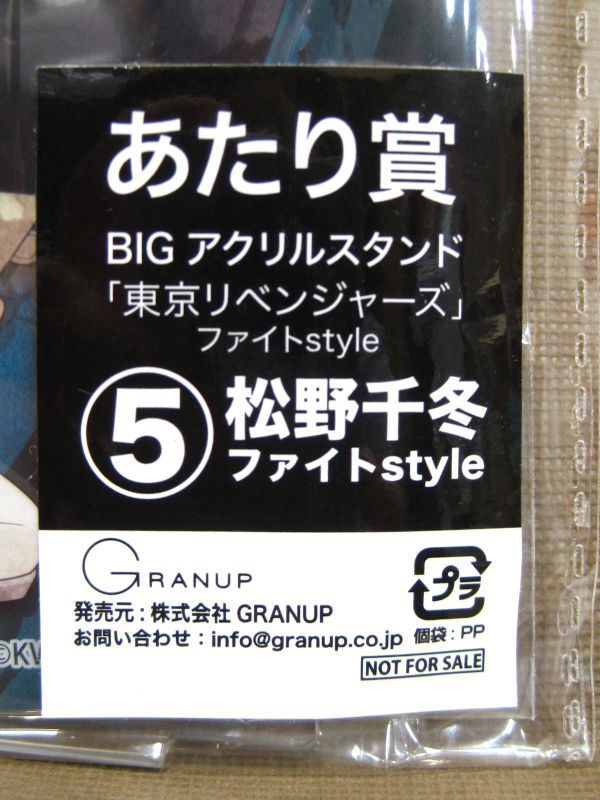 あたり賞
BIG アクリルスタンド
「東京リベンジャーズ」
ファイトstyle
⑤ 松野千冬
ファイトstyle
GRANUP
プラ
発売元：株式会社 GRANUP
お問い合わせ：info@granup.co.jp 個袋：PP
NOT FOR SALE
©KW